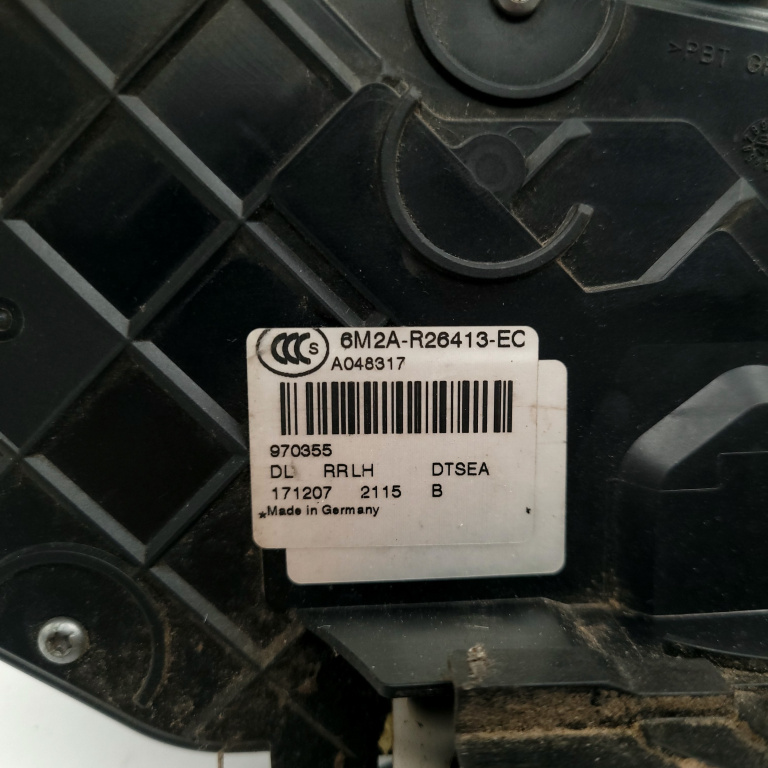 >PBT
CCC S 6M2A-R26413-EC
A048317
970355
DL RRLH DTSEA
171207 2115 B
*Made in Germany